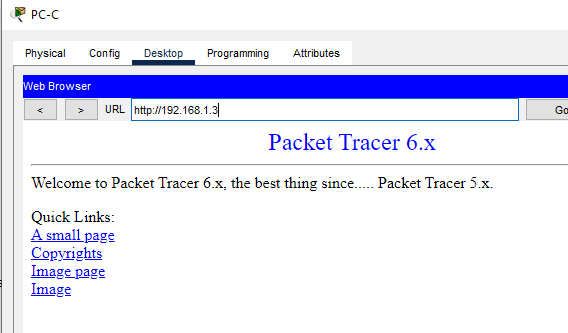 PC-C
Physical Config Desktop Programming Attributes
Web Browser
< > URL http://192.168.1.3 Go
Packet Tracer 6.x
Welcome to Packet Tracer 6.x, the best thing since..... Packet Tracer 5.x.
Quick Links:
A small page
Copyrights
Image page
Image